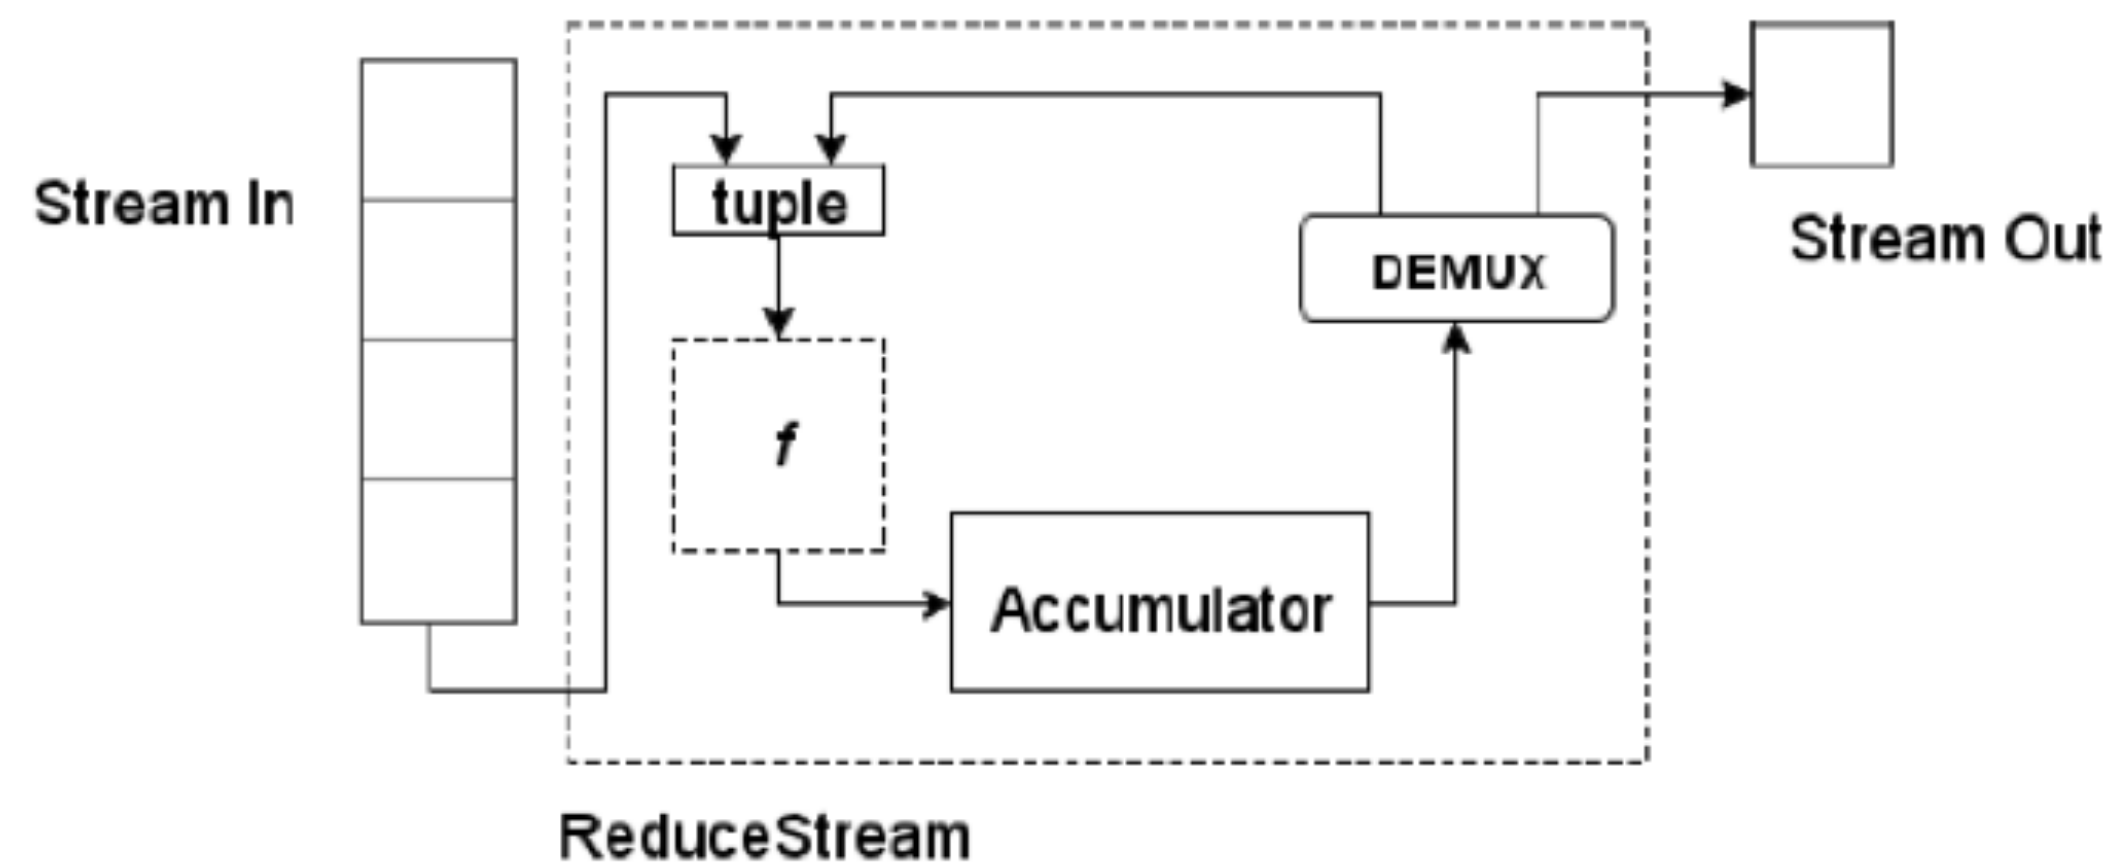 Stream In
tuple
DEMUX
Stream Out
f
Accumulator
ReduceStream